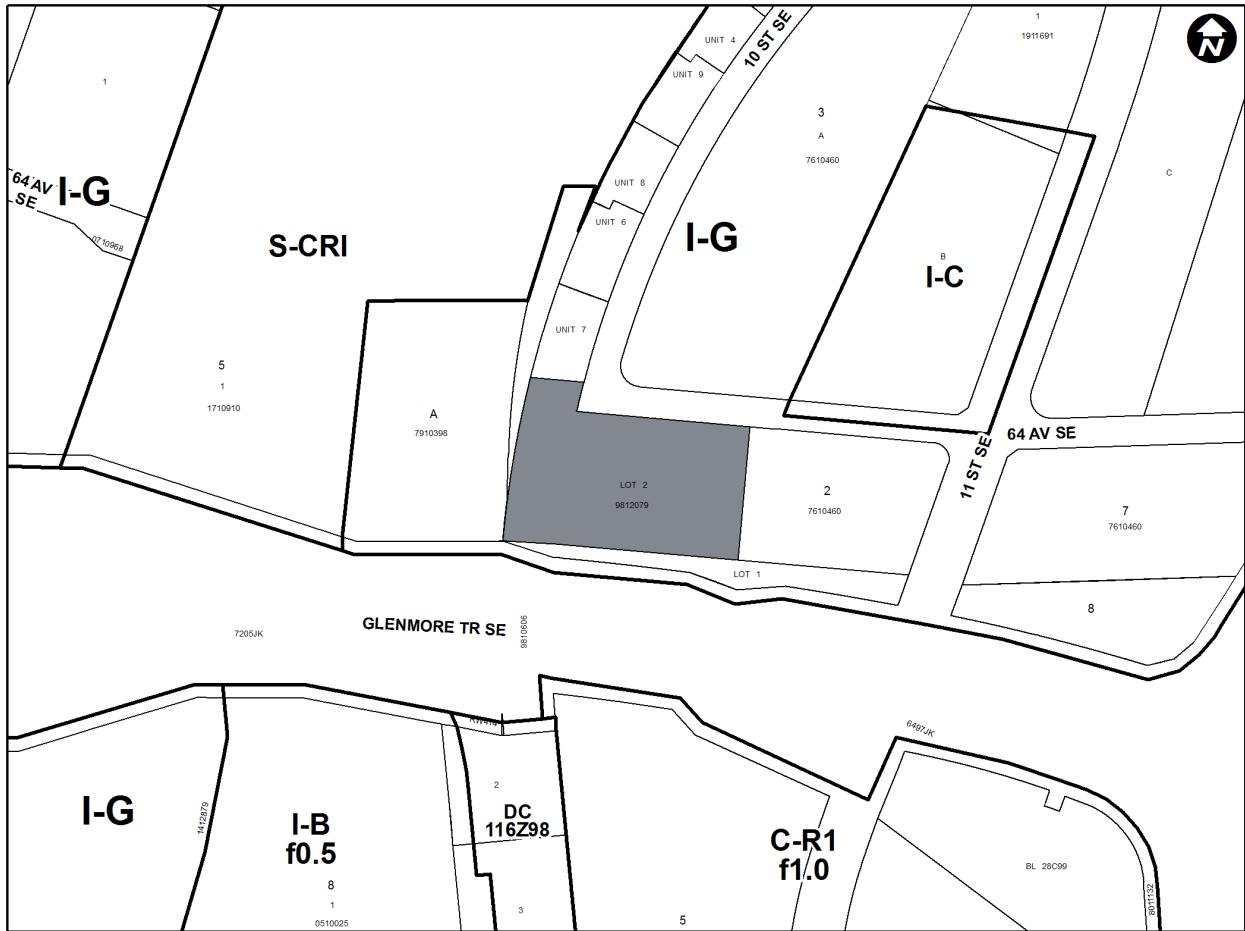 UNIT 4
10 ST SE
1
1911691
N
UNIT 9
1
3
A
7610460
C
64 AV
SE
I-G
UNIT 8
UNIT 6
0710968
S-CRI
I-G
B
I-C
UNIT 7
5
1
1710910
A
7910398
11 ST SE
64 AV SE
LOT 2
9812079
2
7610460
7
7610460
LOT 1
8
7205JK
GLENMORE TR SE
9810606
6497JK
2
I-G
1412879
I-B
f0.5
8
1
0510025
DC
116Z98
3
C-R1
f1.0
5
BL 28C99
8011132